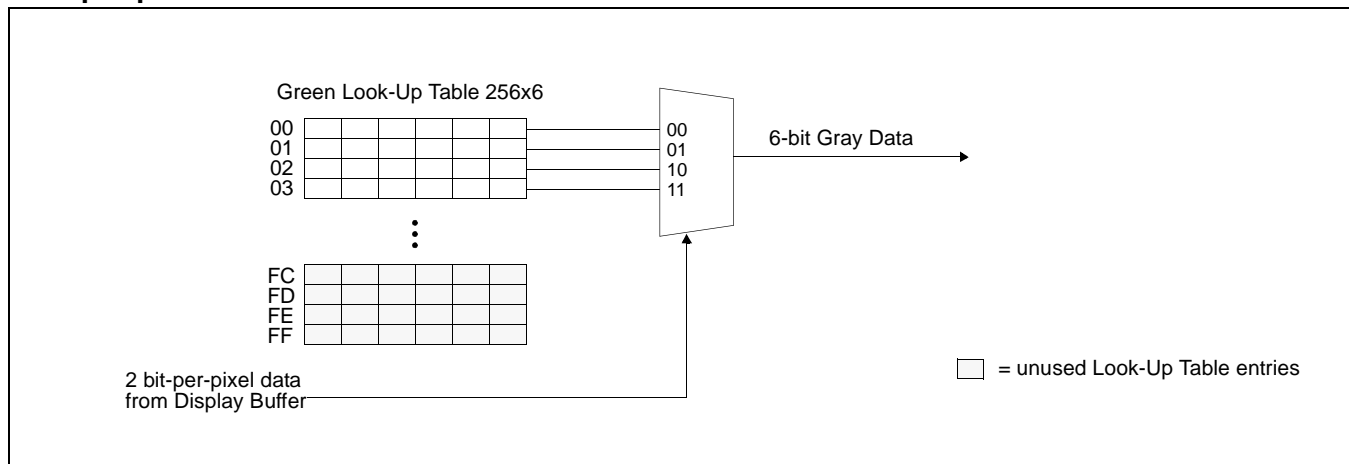 Green Look-Up Table 256x6
00
01
02
03
00
01
10
11
6-bit Gray Data
FC
FD
FE
FF
2 bit-per-pixel data
from Display Buffer
= unused Look-Up Table entries